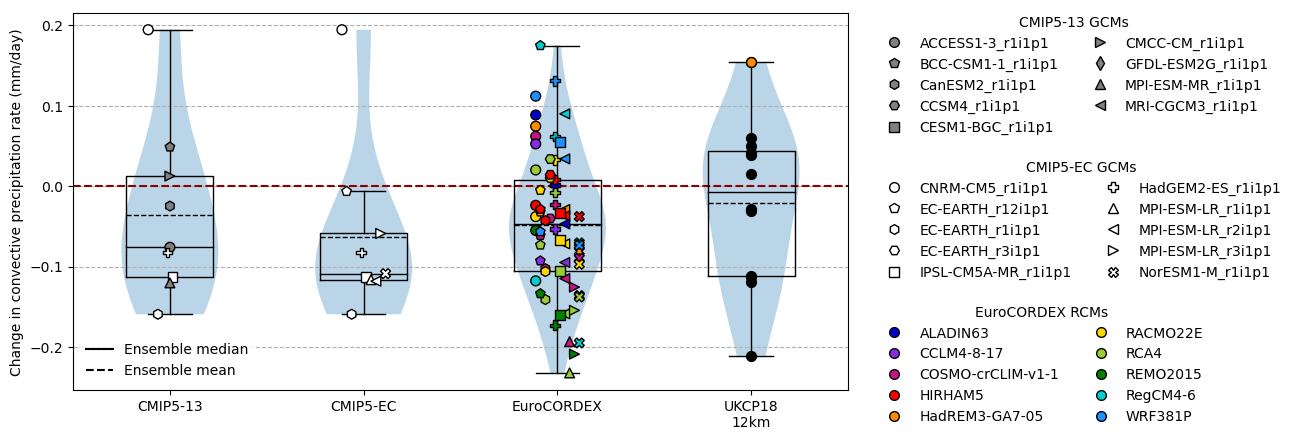 Change in convective precipitation rate (mm/day)
0.2
0.1
0.0
−0.1
−0.2
Ensemble median
Ensemble mean
CMIP5-13
CMIP5-EC
EuroCORDEX
UKCP18
12km
CMIP5-13 GCMs
ACCESS1-3_r1i1p1
BCC-CSM1-1_r1i1p1
CanESM2_r1i1p1
CCSM4_r1i1p1
CESM1-BGC_r1i1p1
CMCC-CM_r1i1p1
GFDL-ESM2G_r1i1p1
MPI-ESM-MR_r1i1p1
MRI-CGCM3_r1i1p1
CMIP5-EC GCMs
CNRM-CM5_r1i1p1
EC-EARTH_r12i1p1
EC-EARTH_r1i1p1
EC-EARTH_r3i1p1
IPSL-CM5A-MR_r1i1p1
HadGEM2-ES_r1i1p1
MPI-ESM-LR_r1i1p1
MPI-ESM-LR_r2i1p1
MPI-ESM-LR_r3i1p1
NorESM1-M_r1i1p1
EuroCORDEX RCMs
ALADIN63
CCLM4-8-17
COSMO-crCLIM-v1-1
HIRHAM5
HadREM3-GA7-05
RACMO22E
RCA4
REMO2015
RegCM4-6
WRF381P